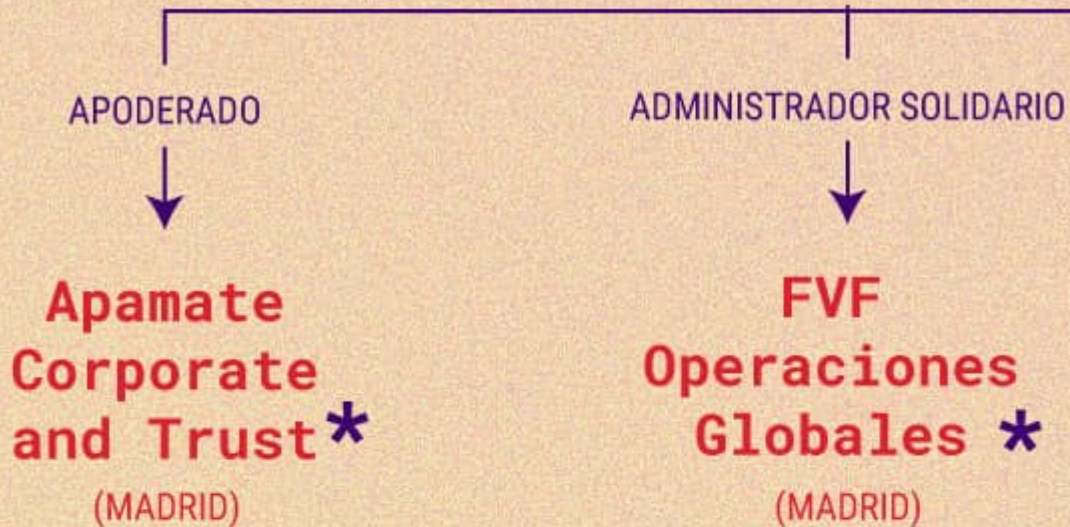 APODERADO
Apamate
Corporate
and Trust*
(MADRID)
ADMINISTRADOR SOLIDARIO
FVF
Operaciones
Globales *
(MADRID)